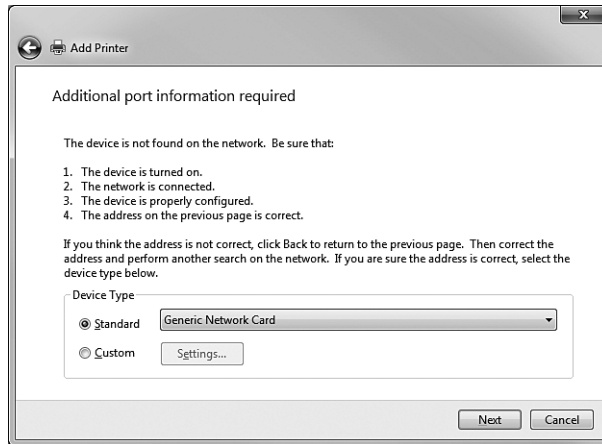 Add Printer
Additional port information required
The device is not found on the network. Be sure that:
1. The device is turned on.
2. The network is connected.
3. The device is properly configured.
4. The address on the previous page is correct.
If you think the address is not correct, click Back to return to the previous page. Then correct the
address and perform another search on the network. If you are sure the address is correct, select the
device type below.
Device Type
Standard Generic Network Card
Custom Settings...
Next Cancel